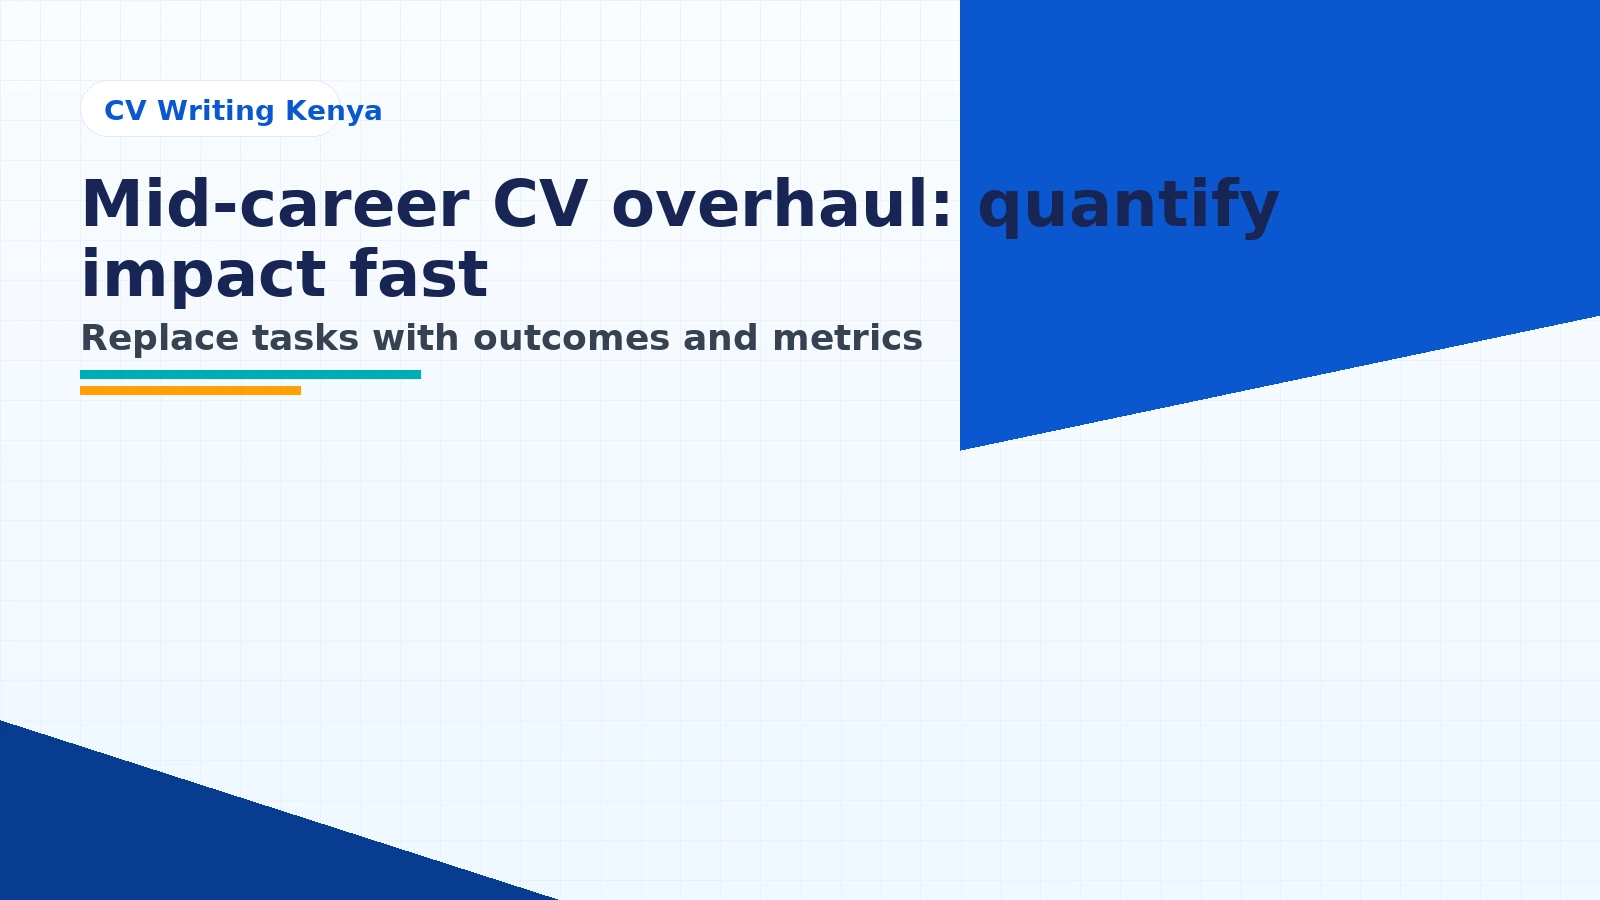 CV Writing Kenya
Mid-career CV overhaul: quantify
impact fast
Replace tasks with outcomes and metrics